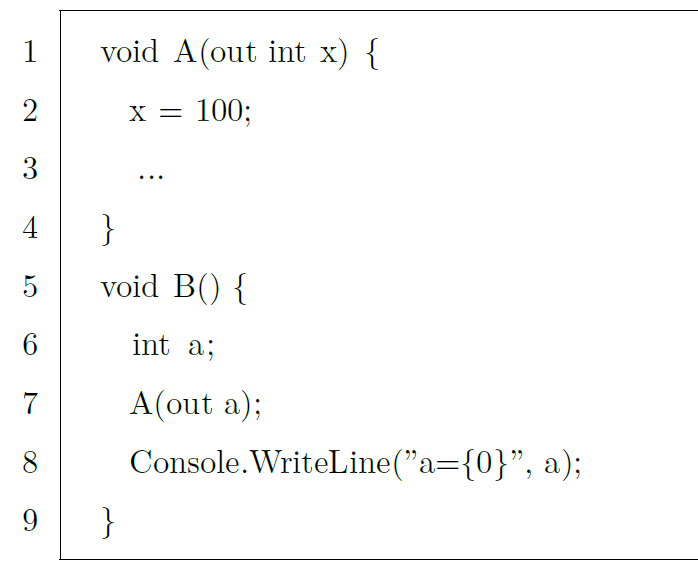 1 void A(out int x) {
2 x = 100;
3 ...
4 }
5 void B() {
6 int a;
7 A(out a);
8 Console.WriteLine(”a={0}”, a);
9 }